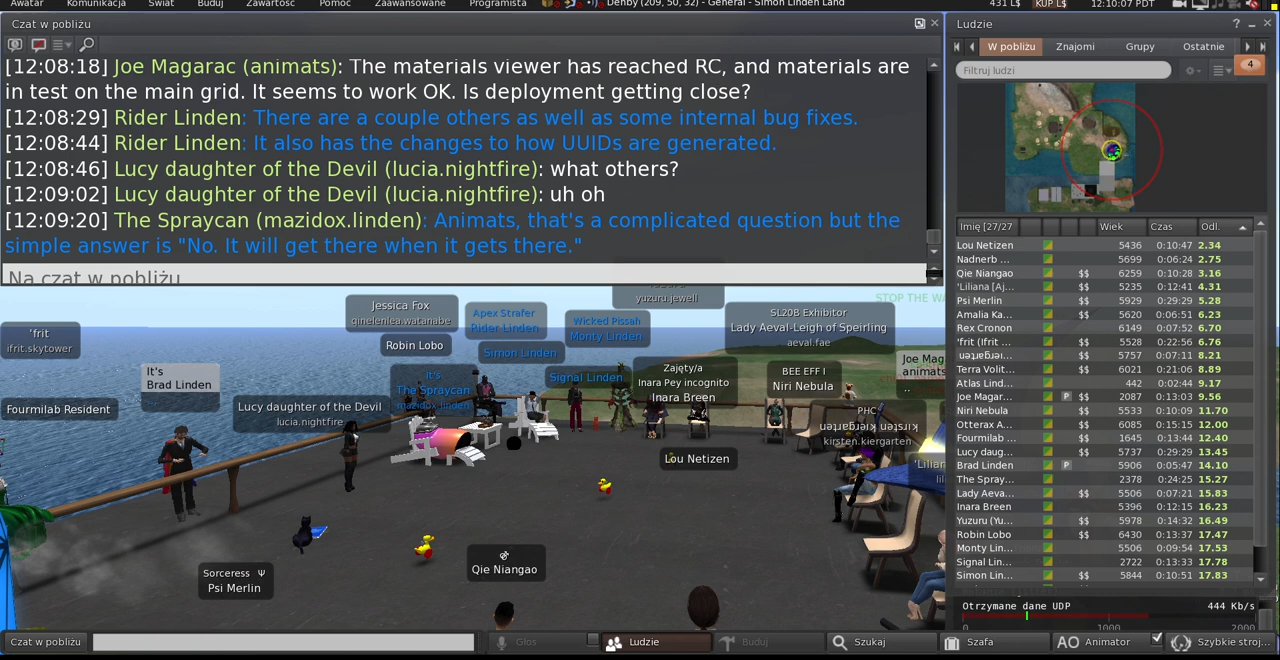 Awatar Komunikacja Świat Buduj Zawartość Pomoc Zaawansowane Programista Denby (209, 50, 32) - General - Simon Linden Land 431 L$ KUP L$ 12:10:07 PDT
Czat w pobliżu
[12:08:18] Joe Magarac (animats): The materials viewer has reached RC, and materials are
in test on the main grid. It seems to work OK. Is deployment getting close?
[12:08:29] Rider Linden: There are a couple others as well as some internal bug fixes.
[12:08:44] Rider Linden: It also has the changes to how UUIDs are generated.
[12:08:46] Lucy daughter of the Devil (lucia.nightfire): what others?
[12:09:02] Lucy daughter of the Devil (lucia.nightfire): uh oh
[12:09:20] The Spraycan (mazidox.linden): Animats, that's a complicated question but the
simple answer is "No. It will get there when it gets there."
Na czat w pobliżu
yuzuru.jewell
STOP THE WA
Jessica Fox
qinelenlea.watanabe
Apex Strafer
Rider Linden
Wicked Pissah
Monty Linden
SL20B Exhibitor
Lady Aeval-Leigh of Speirling
aeval.fae
'frit
ifrit.skytower
Robin Lobo
Simon Linden
It's
Brad Linden
It's
The Spraycan
mazidox.linden
Signal Linden
Zajęty/a
Inara Pey incognito
Inara Breen
BEE EFF I
Niri Nebula
Joe Mag
animats
..
Fourmilab Resident
Lucy daughter of the Devil
lucia.nightfire
PHC
kirsten.kiergarten
Lou Netizen
'Lilian
lil
Qie Niangao
Sorceress Ψ
Psi Merlin
Ludzie
W pobliżu Znajomi Grupy Ostatnie
Filtruj ludzi
4
Imię [27/27 Wiek Czas Odl.
Lou Netizen 5436 0:10:47 2.34
Nadnerb ... 5699 0:06:24 2.75
Qie Niangao $$ 6259 0:10:28 3.16
'Liliana [Aj... $$ 5235 0:12:41 4.31
Psi Merlin $$ 5929 0:29:29 5.28
Amalia Ka... $$ 5620 0:06:51 6.23
Rex Cronon 6149 0:07:52 6.70
'frit (Ifrit ... $$ 5528 0:22:56 6.76
$$ 5757 0:07:11 8.21
Terra Volit... $$ 6021 0:21:06 8.89
Atlas Lind... 442 0:02:44 9.17
Joe Magar... P $$ 2087 0:13:03 9.56
Niri Nebula $$ 5533 0:10:09 11.70
Otterax A... $$ 6085 0:15:15 12.00
Fourmilab ... $$ 1645 0:13:44 12.40
Lucy daug... $$ 5737 0:29:29 13.45
Brad Linden P 5906 0:05:47 14.10
The Spray... 2378 0:24:25 15.27
Lady Aeva... $$ 5506 0:07:21 15.83
Inara Breen 5396 0:12:15 16.23
Yuzuru (Yu... $$ 5978 0:14:32 16.49
Robin Lobo $$ 6430 0:13:37 17.47
Monty Lin... 5506 0:09:54 17.53
Signal Lin... 2722 0:13:33 17.78
Simon Lin... $$ 5844 0:10:51 17.83
Otrzymane dane UDP 444 Kb/s
0 1000 2000
Czat w pobliżu Głos Ludzie Buduj Szukaj Szafa AO Animator Szybkie stroj...